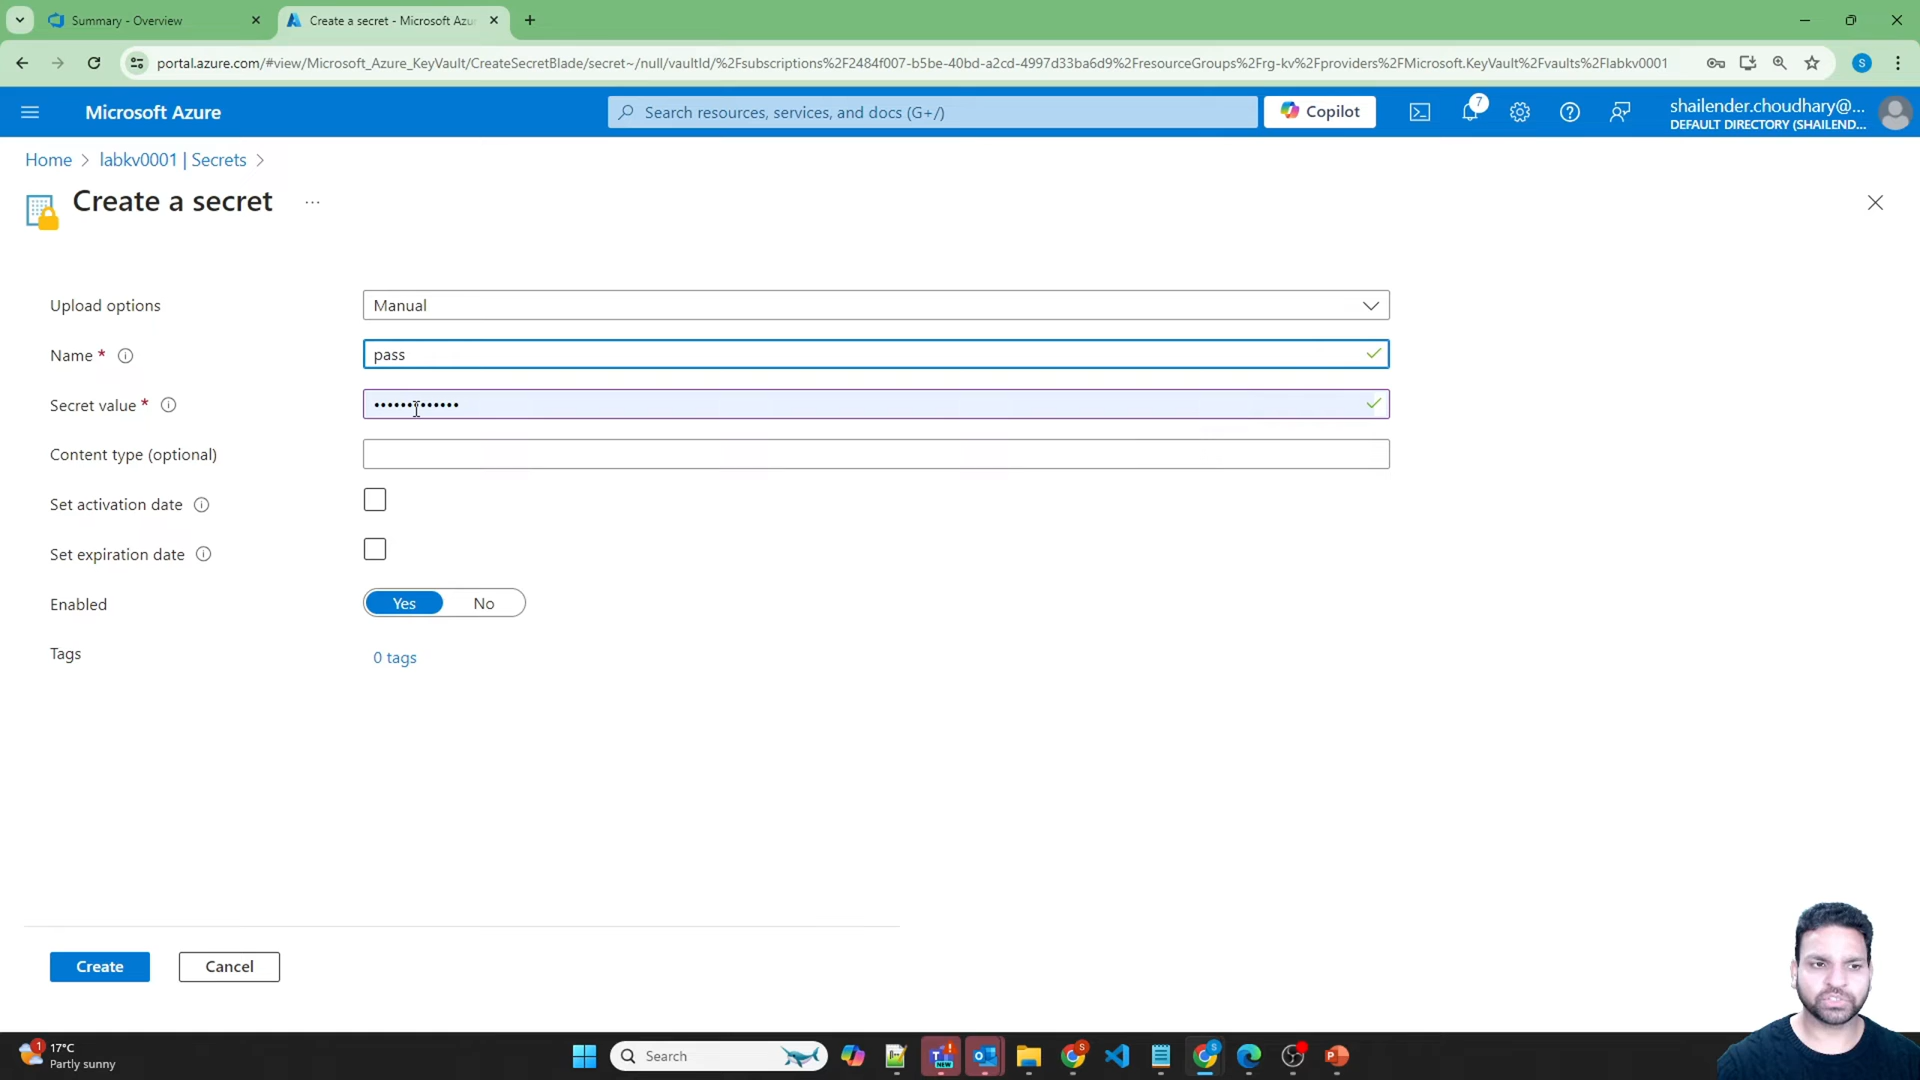 Summary - Overview
Create a secret - Microsoft Azu
portal.azure.com/#view/Microsoft_Azure_KeyVault/CreateSecretBlade/secret~/null/vaultId/%2Fsubscriptions%2F2484f007-b5be-40bd-a2cd-4997d33ba6d9%2FresourceGroups%2Frg-kv%2Fproviders%2FMicrosoft.KeyVault%2Fvaults%2Flabkv0001
S
Microsoft Azure
Search resources, services, and docs (G+/)
Copilot
7
shailender.choudhary@...
DEFAULT DIRECTORY (SHAILEND...
Home > labkv0001 | Secrets >
Create a secret ...
Upload options
Manual
Name *
pass
Secret value *
•••••••••••••
Content type (optional)
Set activation date
Set expiration date
Enabled
Yes
No
Tags
0 tags
Create
Cancel
1
17°C
Partly sunny
Search
NEW